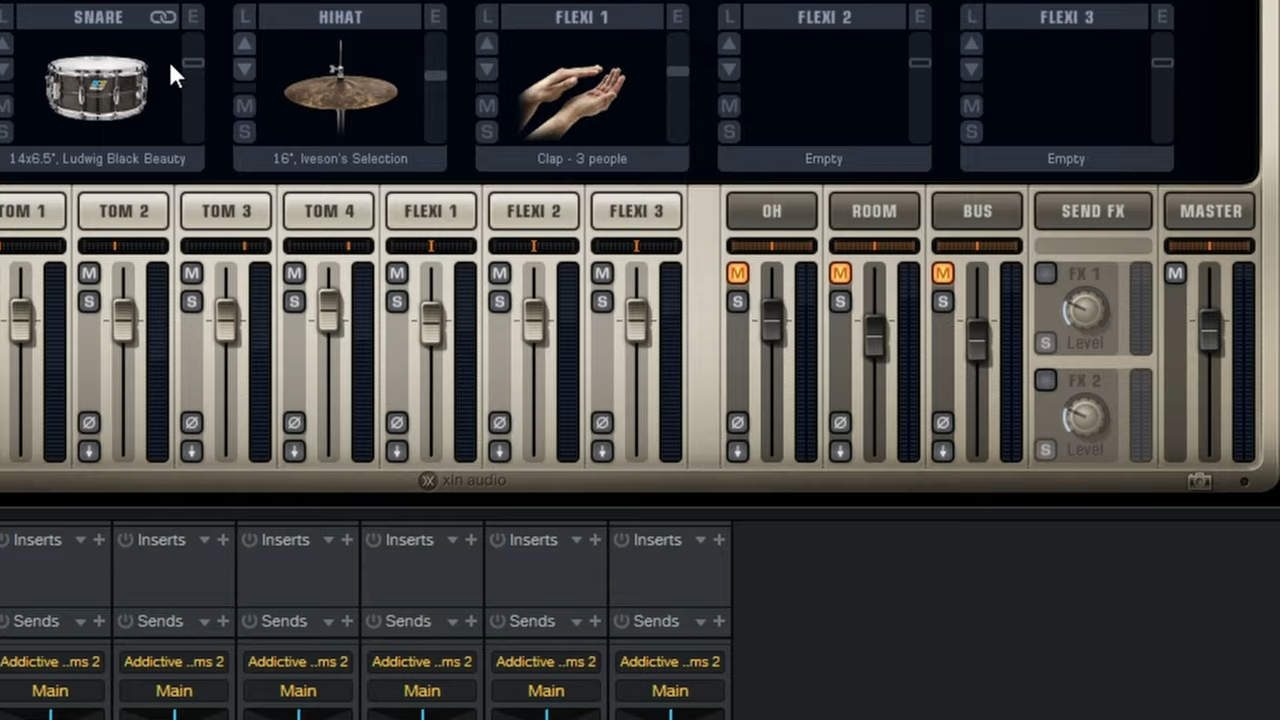 L SNARE E L HIHAT E L FLEXI 1 E L FLEXI 2 E L FLEXI 3 E
M M M M M
S S S S S
14x6.5", Ludwig Black Beauty 16", Iveson's Selection Clap - 3 people Empty Empty
TOM 1 TOM 2 TOM 3 TOM 4 FLEXI 1 FLEXI 2 FLEXI 3 OH ROOM BUS SEND FX MASTER
M M M M M M M M M FX 1 M
S S S S S S S S S
S Level
FX 2
S Level
xln audio
Inserts Inserts Inserts Inserts Inserts Inserts
Sends Sends Sends Sends Sends Sends
Addictive ..ms 2 Addictive ..ms 2 Addictive ..ms 2 Addictive ..ms 2 Addictive ..ms 2 Addictive ..ms 2
Main Main Main Main Main Main